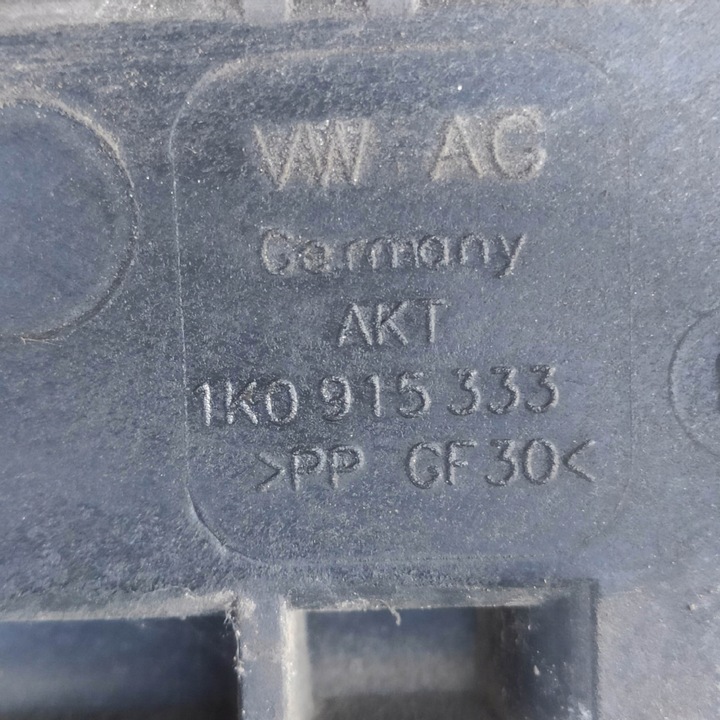 VW AG
Germany
AKT
1K0 915 333
>PP GF30<